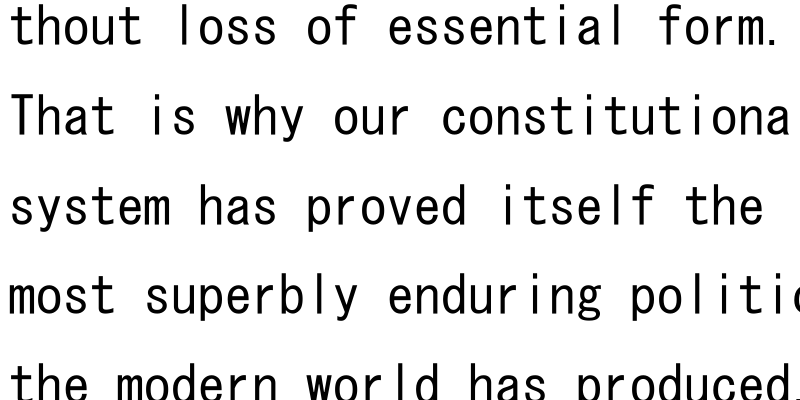 thout loss of essential form.
That is why our constitutiona
system has proved itself the
most superbly enduring politic
the modern world has produced.